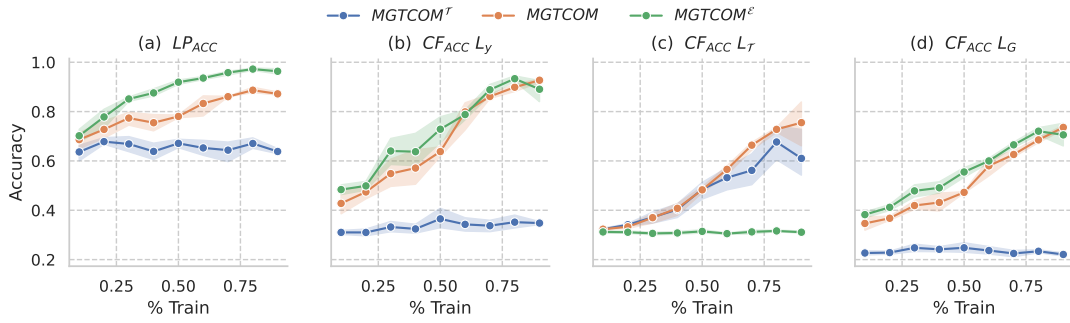 MGTCOM^𝒯 MGTCOM MGTCOM^ℰ
(a) LP_ACC
(b) CF_ACC L_y
(c) CF_ACC L_𝒯
(d) CF_ACC L_G
Accuracy
1.0
0.8
0.6
0.4
0.2
0.25 0.50 0.75
0.25 0.50 0.75
0.25 0.50 0.75
0.25 0.50 0.75
% Train
% Train
% Train
% Train